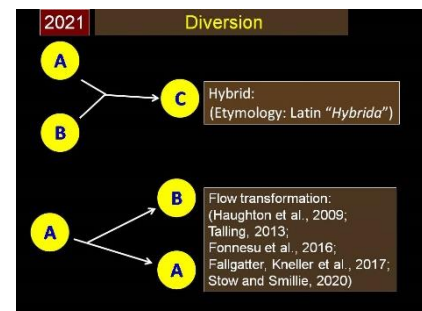 2021 Diversion
A
B
C
Hybrid:
(Etymology: Latin “Hybrida”)
A
B
A
Flow transformation:
(Haughton et al., 2009;
Talling, 2013;
Fonnesu et al., 2016;
Fallgatter, Kneller et al., 2017;
Stow and Smillie, 2020)